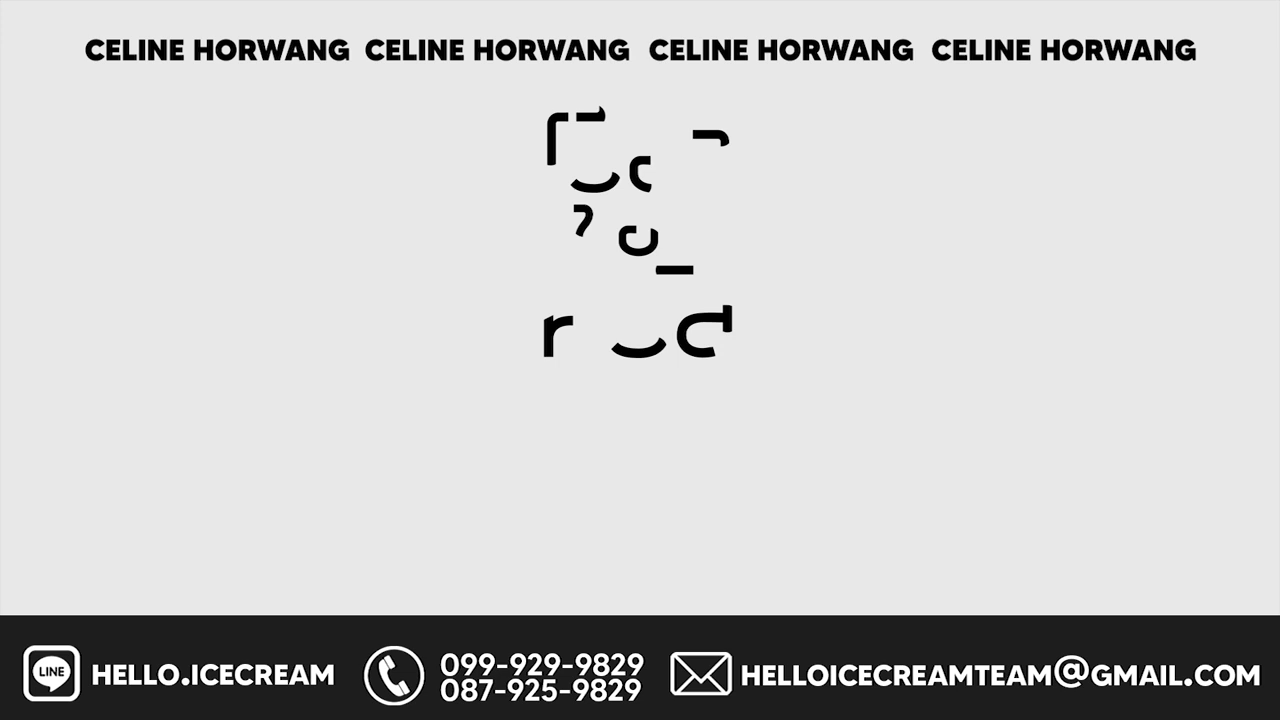 CELINE HORWANG CELINE HORWANG CELINE HORWANG CELINE HORWANG
LINE HELLO.ICECREAM
099-929-9829
087-925-9829
HELLOICECREAMTEAM@GMAIL.COM